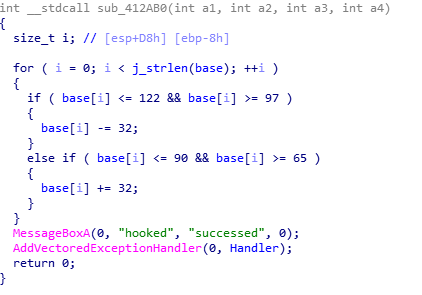 int __stdcall sub_412AB0(int a1, int a2, int a3, int a4)
{
  size_t i; // [esp+D8h] [ebp-8h]

  for ( i = 0; i < j_strlen(base); ++i )
  {
    if ( base[i] <= 122 && base[i] >= 97 )
    {
      base[i] -= 32;
    }
    else if ( base[i] <= 90 && base[i] >= 65 )
    {
      base[i] += 32;
    }
  }
  MessageBoxA(0, "hooked", "successed", 0);
  AddVectoredExceptionHandler(0, Handler);
  return 0;
}